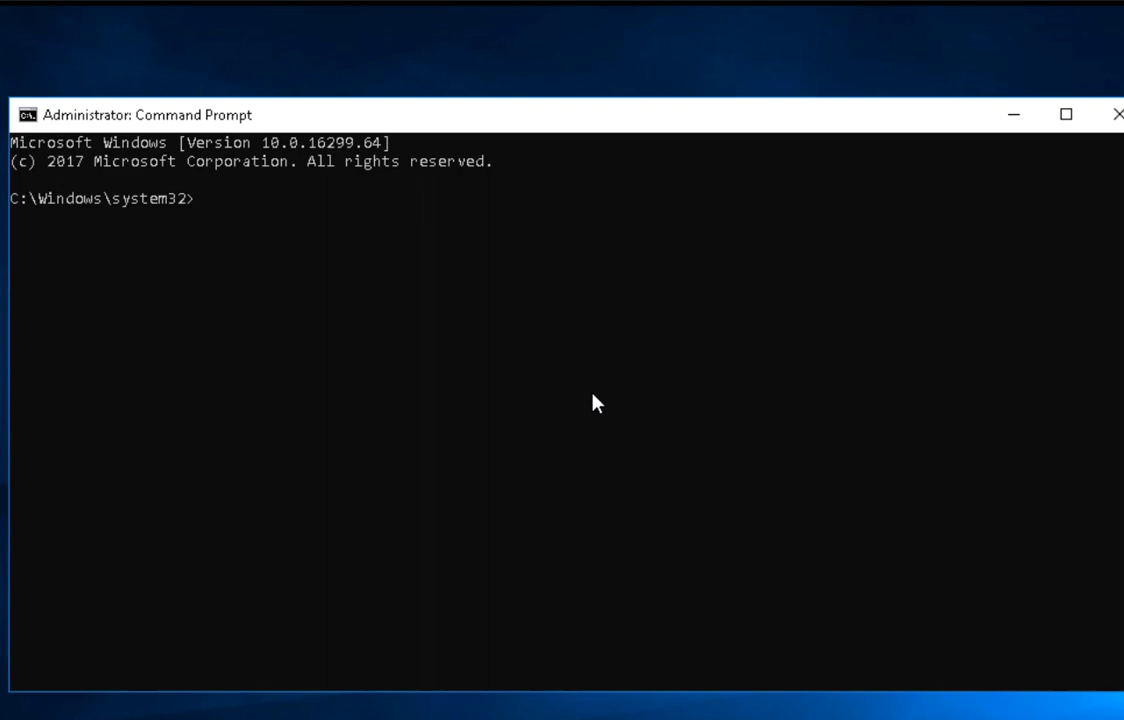 Administrator: Command Prompt
Microsoft Windows [Version 10.0.16299.64]
(c) 2017 Microsoft Corporation. All rights reserved.
C:\Windows\system32>